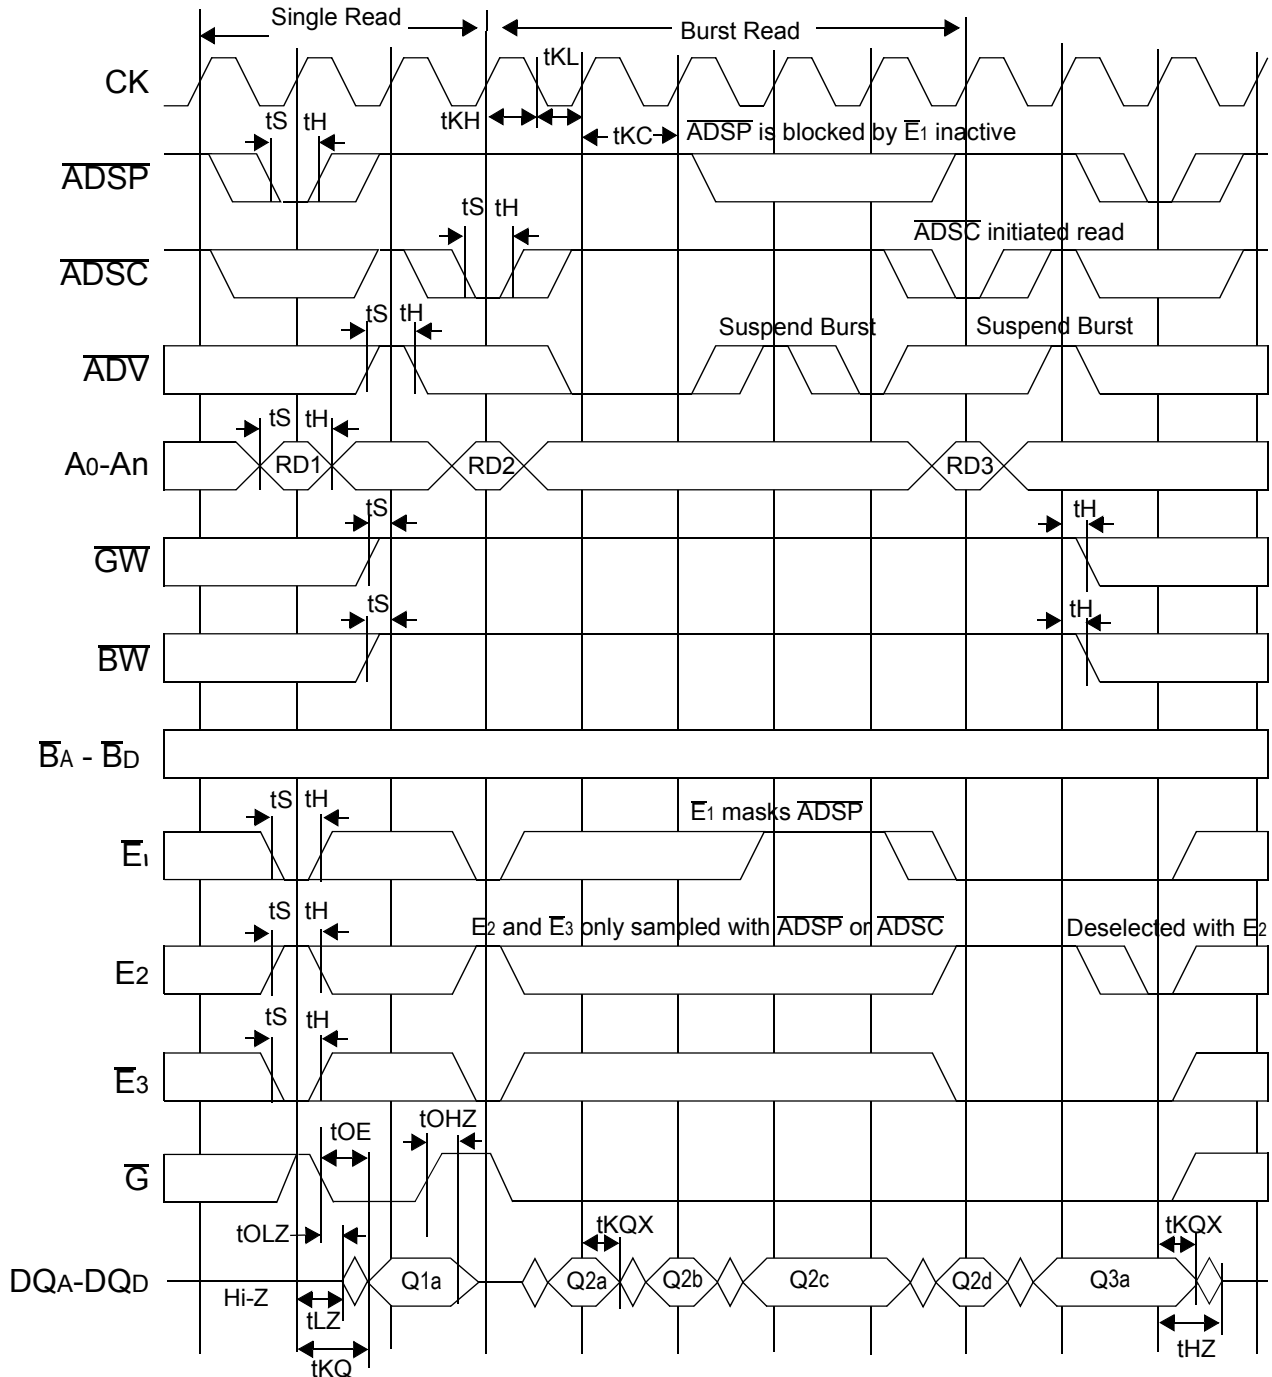 Single Read
Burst Read
CK
tKL
tS
tH
tKH
tKC
ADSP is blocked by E1 inactive
ADSP
tS
tH
ADSC initiated read
ADSC
tS
tH
Suspend Burst
Suspend Burst
ADV
tS
tH
A0-An
RD1
RD2
RD3
tS
tH
GW
tS
tH
BW
BA - BD
tS
tH
E1 masks ADSP
E1
tS
tH
E2 and E3 only sampled with ADSP or ADSC
Deselected with E2
E2
tS
tH
E3
tOHZ
tOE
G
tOLZ
tKQX
tKQX
DQA-DQD
Q1a
Q2a
Q2b
Q2c
Q2d
Q3a
Hi-Z
tLZ
tHZ
tKQ